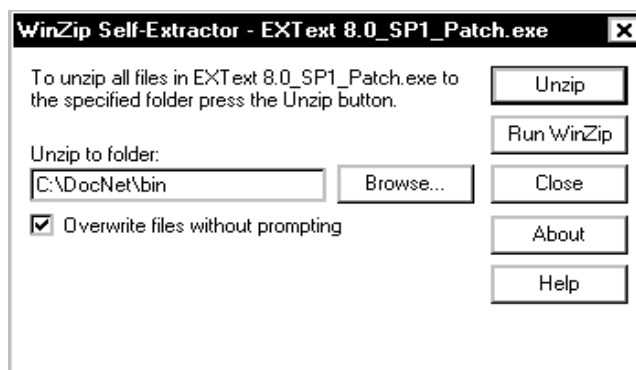 WinZip Self-Extractor - EXText 8.0_SP1_Patch.exe
To unzip all files in EXText 8.0_SP1_Patch.exe to
the specified folder press the Unzip button.
Unzip to folder:
C:\DocNet\bin
Browse...
Overwrite files without prompting
Unzip
Run WinZip
Close
About
Help